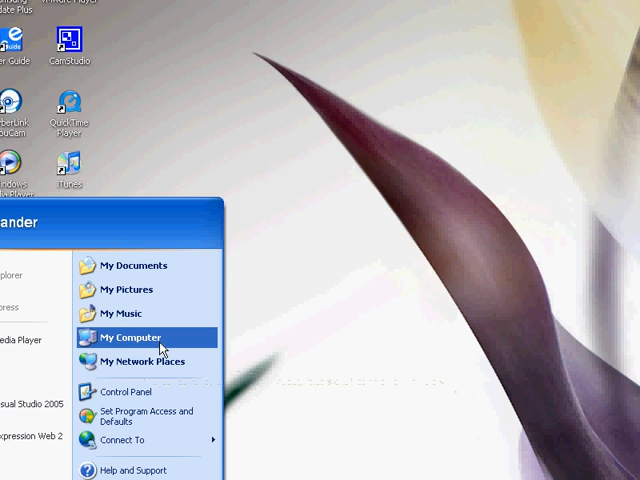 date Plus
er Guide
CamStudio
berLink
ouCam
QuickTime
Player
indows
iTunes
ander
My Documents
plorer
My Pictures
press
My Music
edia Player
My Computer
My Network Places
Control Panel
sual Studio 2005
Set Program Access and
Defaults
xpression Web 2
Connect To
Help and Support